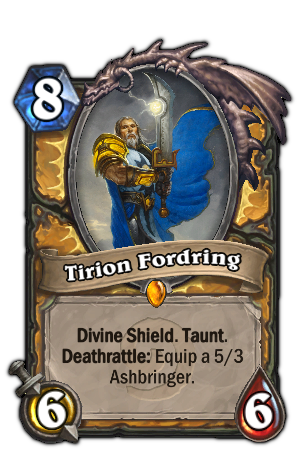 8
Tirion Fordring
Divine Shield. Taunt.
Deathrattle: Equip a 5/3
Ashbringer.
6 6